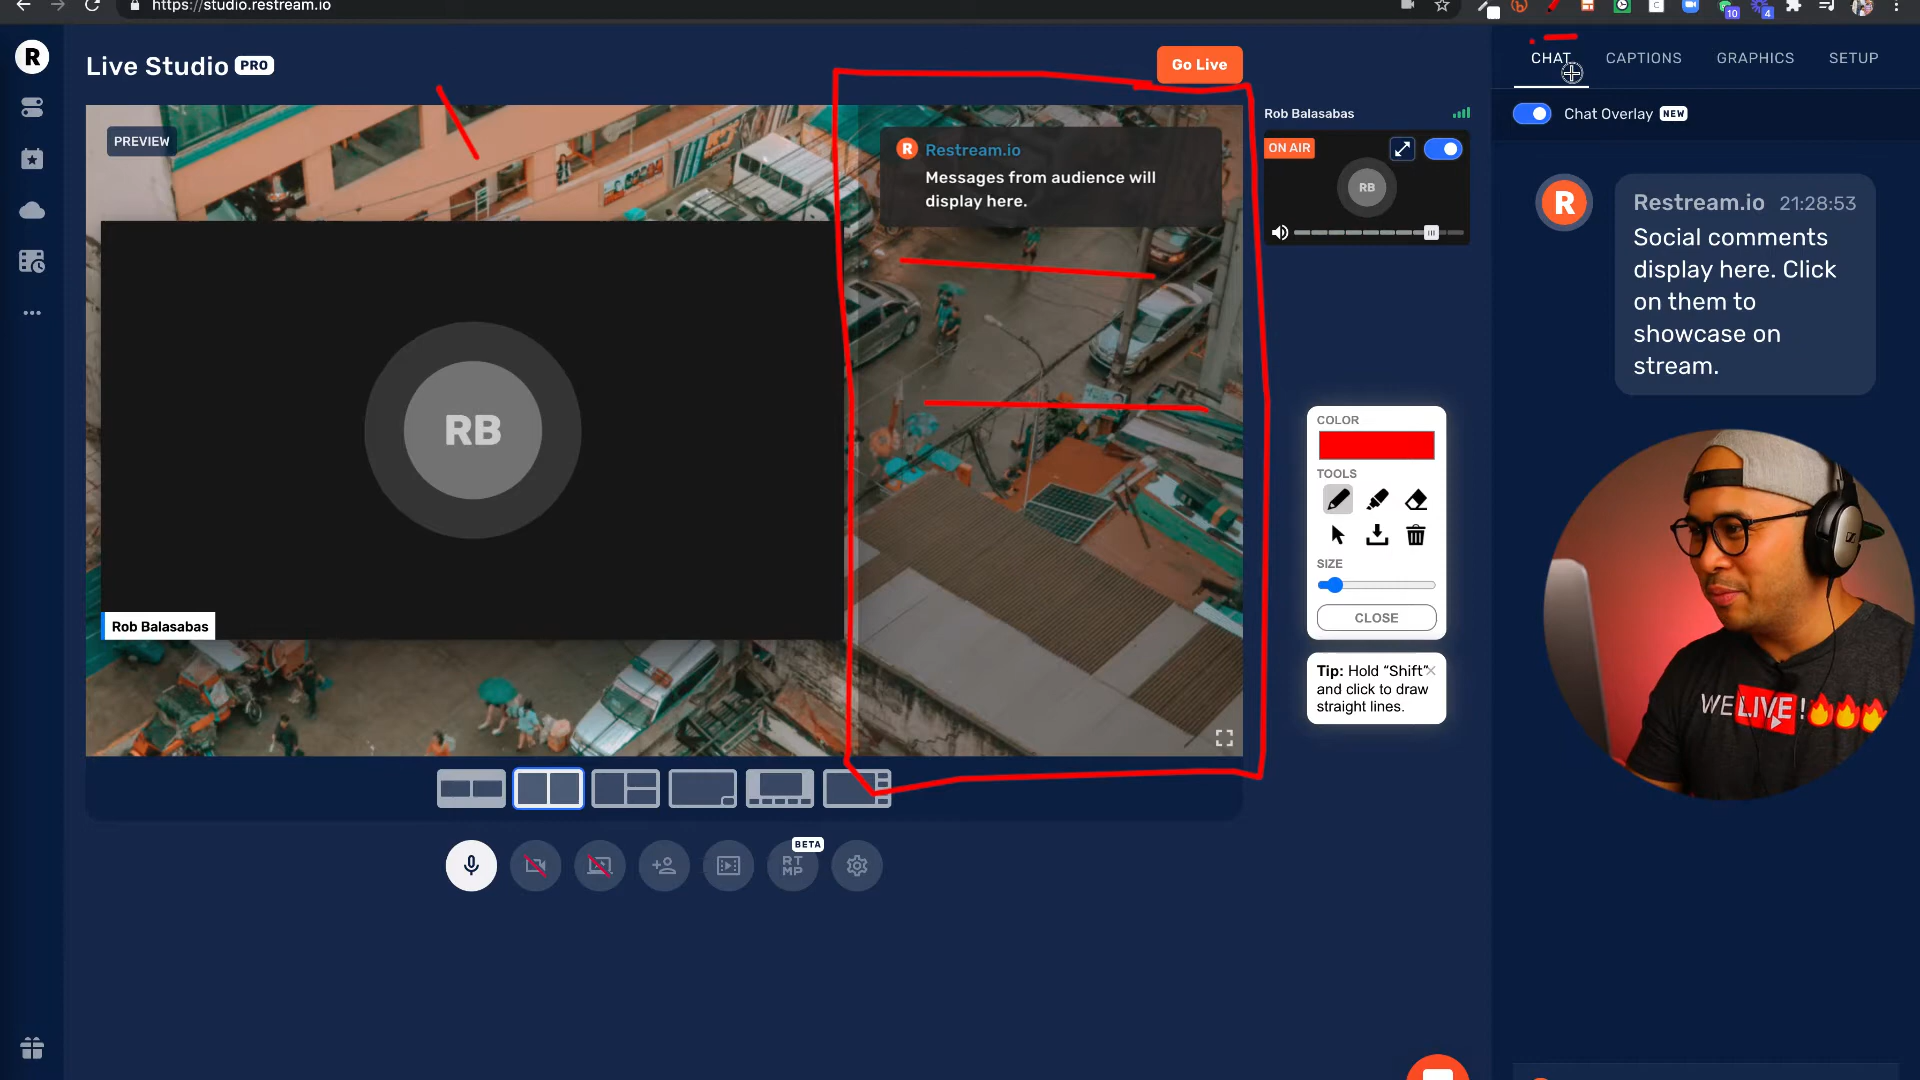 https://studio.restream.io
10
4
R
Live Studio PRO
Go Live
CHAT
CAPTIONS
GRAPHICS
SETUP
Chat Overlay NEW
PREVIEW
R Restream.io
Messages from audience will
display here.
Rob Balasabas
ON AIR
RB
R
Restream.io 21:28:53
Social comments
display here. Click
on them to
showcase on
stream.
RB
Rob Balasabas
COLOR
TOOLS
SIZE
CLOSE
Tip: Hold “Shift”
and click to draw
straight lines.
WE LIVE!
BETA
RT
MP